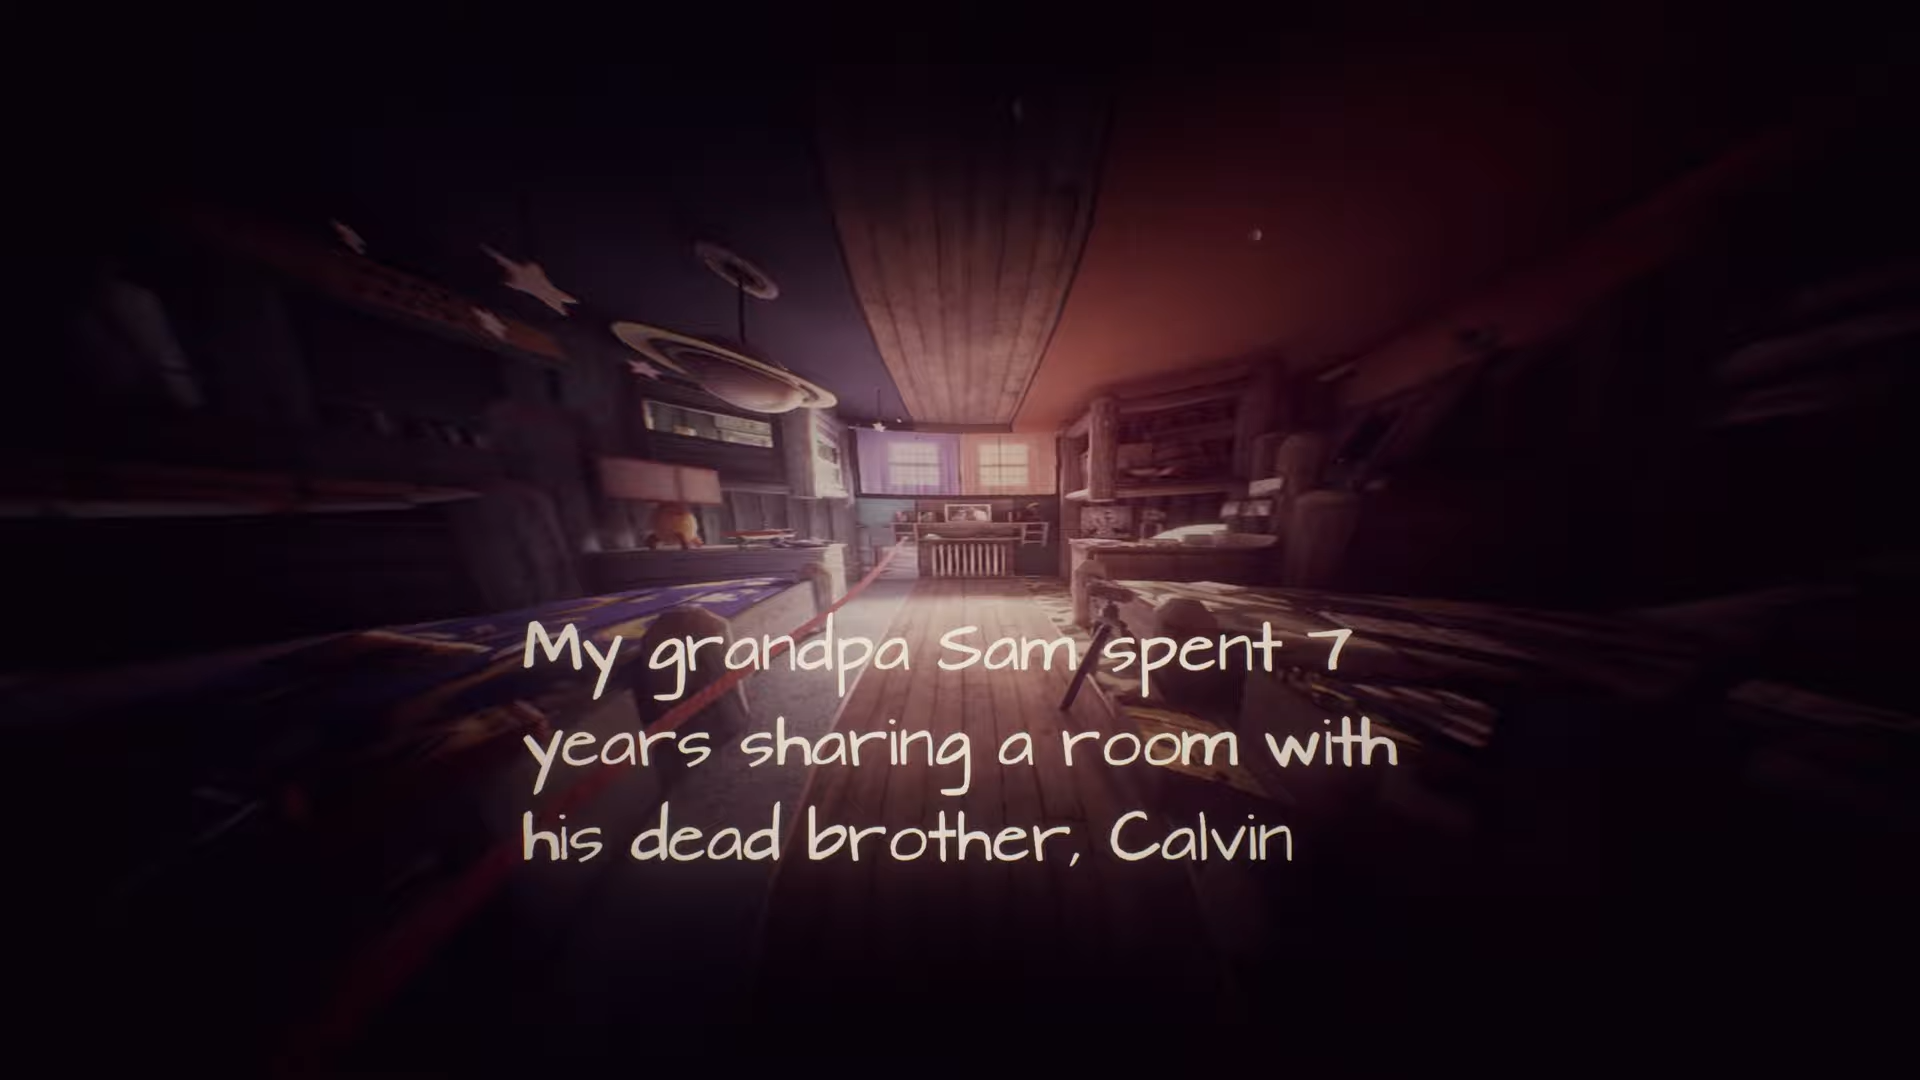 My grandpa Sam spent 7
years sharing a room with
his dead brother, Calvin